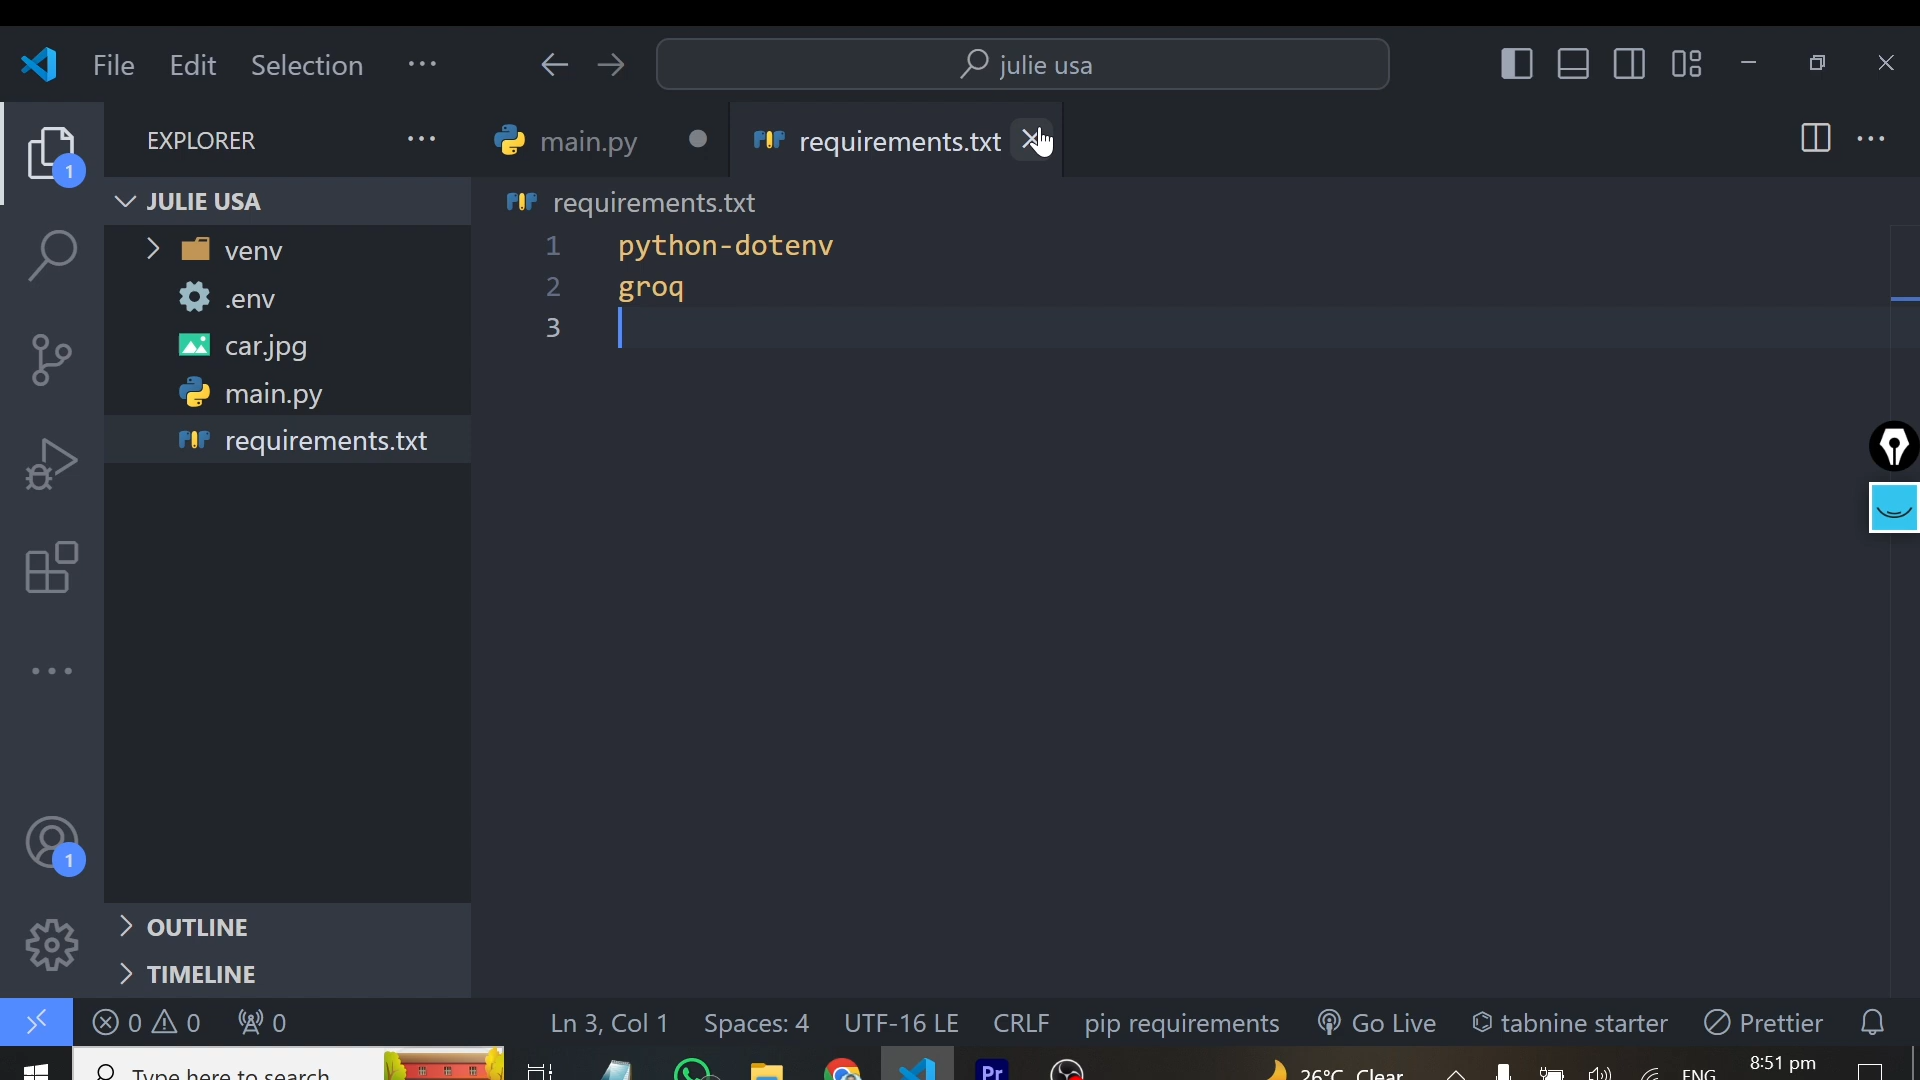 File Edit Selection ···
julie usa
EXPLORER ···
main.py
requirements.txt
1
JULIE USA
requirements.txt
venv
1 python-dotenv
2 groq
3
.env
car.jpg
main.py
requirements.txt
1
OUTLINE
TIMELINE
0 0 0 Ln 3, Col 1 Spaces: 4 UTF-16 LE CRLF pip requirements Go Live tabnine starter Prettier
Type here to search Pr 26°C Clear ENG 8:51 pm